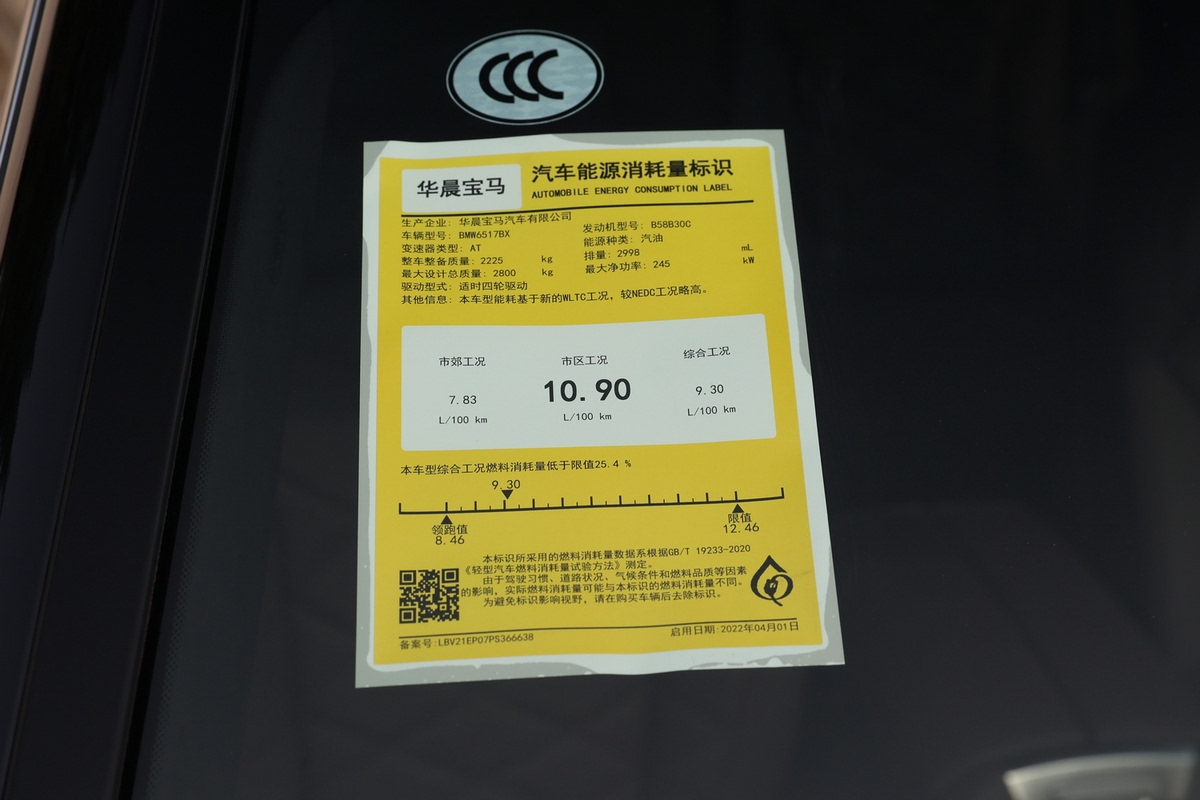 CCC
华晨宝马
汽车能源消耗量标识
AUTOMOBILE ENERGY CONSUMPTION LABEL
生产企业: 华晨宝马汽车有限公司
车辆型号: BMW6517BX
发动机型号: B58B30C
变速器类型: AT
能源种类: 汽油
整车整备质量: 2225 kg
排量: 2998 mL
最大设计总质量: 2800 kg
最大净功率: 245 kW
驱动型式: 适时四轮驱动
其他信息: 本车型能耗基于新的WLTC工况, 较NEDC工况略高。
市郊工况 市区工况 综合工况
7.83 10.90 9.30
L/100 km L/100 km L/100 km
本车型综合工况燃料消耗量低于限值25.4 %
9.30
领跑值 限值
8.46 12.46
本标识所采用的燃料消耗量数据系根据GB/T 19233-2020
《轻型汽车燃料消耗量试验方法》测定。
由于驾驶习惯、道路状况、气候条件和燃料品质等因素
的影响, 实际燃料消耗量可能与本标识的燃料消耗量不同。
为避免标识影响视野, 请在购买车辆后去除标识。
备案号:LBV21EP07PS366638
启用日期:2022年04月01日